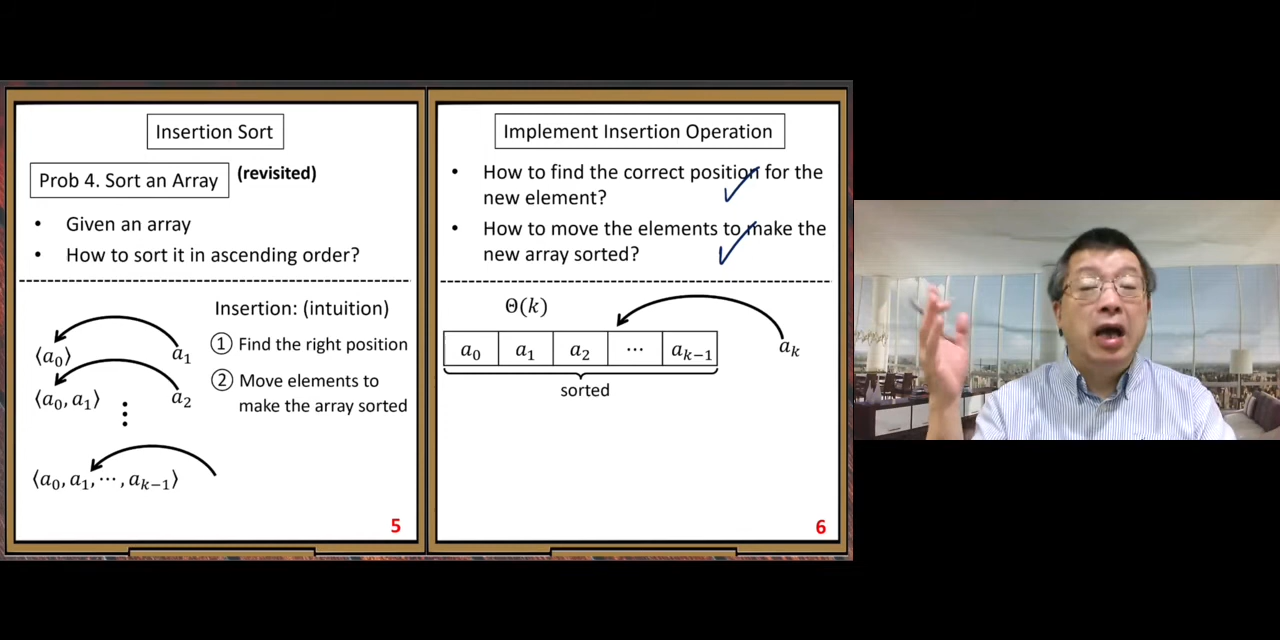 Insertion Sort
Prob 4. Sort an Array (revisited)
• Given an array
• How to sort it in ascending order?
Insertion: (intuition)
① Find the right position
② Move elements to
make the array sorted
⟨a₀⟩ a₁
⟨a₀, a₁⟩ a₂
⋮
⟨a₀, a₁, ⋯, aₖ₋₁⟩
5
Implement Insertion Operation
• How to find the correct position for the
new element?
• How to move the elements to make the
new array sorted?
Θ(k)
a₀ a₁ a₂ ⋯ aₖ₋₁ aₖ
sorted
6